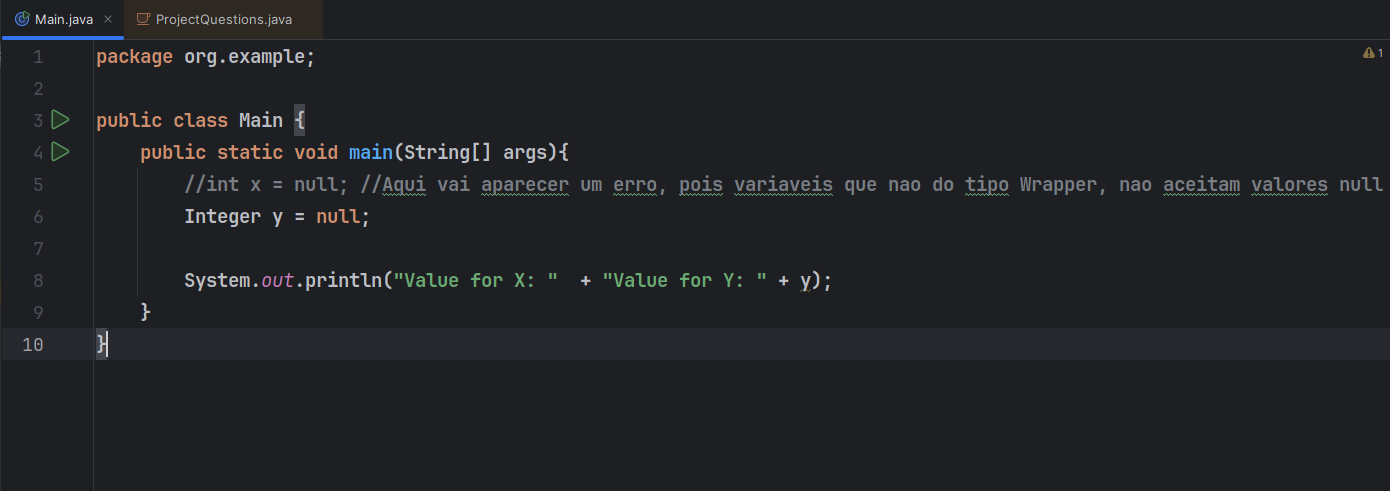 Main.java × ProjectQuestions.java
1 package org.example; 1
2
3 public class Main {
4 public static void main(String[] args){
5 //int x = null; //Aqui vai aparecer um erro, pois variaveis que nao do tipo Wrapper, nao aceitam valores null
6 Integer y = null;
7
8 System.out.println("Value for X: "  + "Value for Y: " + y);
9 }
10 }